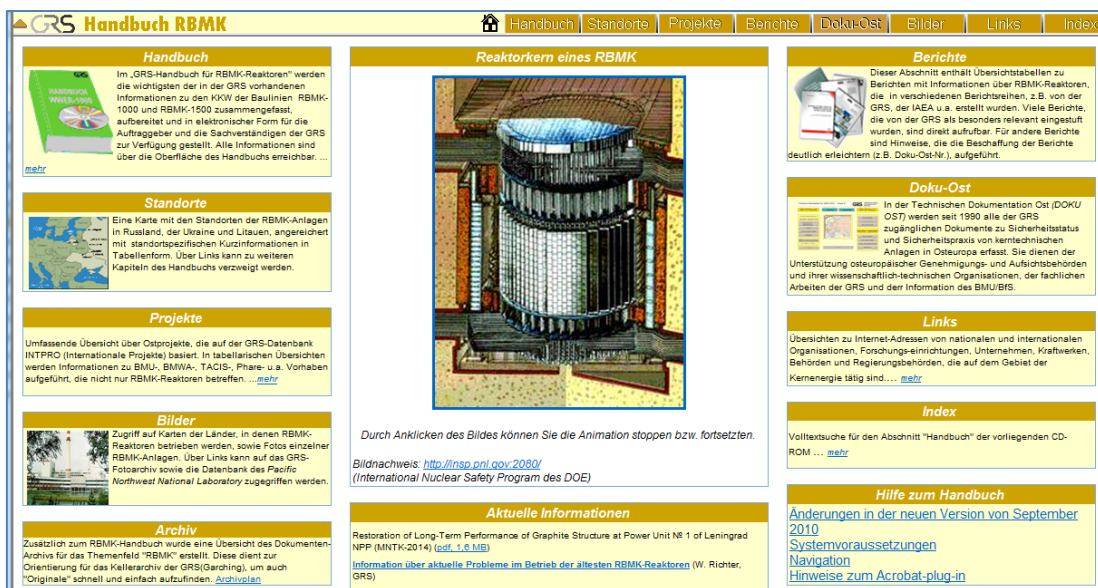 GRS Handbuch RBMK
Handbuch Standorte Projekte Berichte Doku-Ost Bilder Links Index
Handbuch
Im „GRS-Handbuch für RBMK-Reaktoren" werden
die wichtigsten der in der GRS vorhandenen
Informationen zu den KKW der Baulinien RBMK-
1000 und RBMK-1500 zusammengefasst,
aufbereitet und in elektronischer Form für die
Auftraggeber und die Sachverständigen der GRS
zur Verfügung gestellt. Alle Informationen sind
über die Oberfläche des Handbuchs erreichbar. ...
mehr
HANDBUCH
WWER-1000
Standorte
Eine Karte mit den Standorten der RBMK-Anlagen
in Russland, der Ukraine und Litauen, angereichert
mit standortspezifischen Kurzinformationen in
Tabellenform. Über Links kann zu weiteren
Kapiteln des Handbuchs verzweigt werden.
Projekte
Umfassende Übersicht über Ostprojekte, die auf der GRS-Datenbank
INTPRO (Internationale Projekte) basiert. In tabellarischen Übersichten
werden Informationen zu BMU-, BMWA-, TACIS-, Phare- u.a. Vorhaben
aufgeführt, die nicht nur RBMK-Reaktoren betreffen. ...mehr
Bilder
Zugriff auf Karten der Länder, in denen RBMK-
Reaktoren betrieben werden, sowie Fotos einzelner
RBMK-Anlagen. Über Links kann auf das GRS-
Fotoarchiv sowie die Datenbank des Pacific
Northwest National Laboratory zugegriffen werden.
Archiv
Zusätzlich zum RBMK-Handbuch wurde eine Übersicht des Dokumenten-
Archivs für das Themenfeld "RBMK" erstellt. Diese dient zur
Orientierung für das Kellerarchiv der GRS(Garching), um auch
"Originale" schnell und einfach aufzufinden. Archivplan
Reaktorkern eines RBMK
Durch Anklicken des Bildes können Sie die Animation stoppen bzw. fortsetzten.
Bildnachweis: http://insp.pnl.gov:2080/
(International Nuclear Safety Program des DOE)
Aktuelle Informationen
Restoration of Long-Term Performance of Graphite Structure at Power Unit № 1 of Leningrad
NPP (MNTK-2014) (pdf, 1,6 MB)
Information über aktuelle Probleme im Betrieb der ältesten RBMK-Reaktoren (W. Richter,
GRS)
Berichte
Dieser Abschnitt enthält Übersichtstabellen zu
Berichten mit Informationen über RBMK-Reaktoren,
die in verschiedenen Berichtsreihen, z.B. von der
GRS, der IAEA u.a. erstellt wurden. Viele Berichte,
die von der GRS als besonders relevant eingestuft
wurden, sind direkt aufrufbar. Für andere Berichte
sind Hinweise, die die Beschaffung der Berichte
deutlich erleichtern (z.B. Doku-Ost-Nr.), aufgeführt.
Doku-Ost
In der Technischen Dokumentation Ost (DOKU
OST) werden seit 1990 alle der GRS
zugänglichen Dokumente zu Sicherheitsstatus
und Sicherheitspraxis von kerntechnischen
Anlagen in Osteuropa erfasst. Sie dienen der
Unterstützung osteuropäischer Genehmigungs- und Aufsichtsbehörden
und ihrer wissenschaftlich-technischen Organisationen, der fachlichen
Arbeiten der GRS und der Information des BMU/BfS.
Links
Übersichten zu Internet-Adressen von nationalen und internationalen
Organisationen, Forschungs-einrichtungen, Unternehmen, Kraftwerken,
Behörden und Regierungsbehörden, die auf dem Gebiet der
Kernenergie tätig sind.... mehr
Index
Volltextsuche für den Abschnitt "Handbuch" der vorliegenden CD-
ROM ... mehr
Hilfe zum Handbuch
Änderungen in der neuen Version von September
2010
Systemvoraussetzungen
Navigation
Hinweise zum Acrobat-plug-in